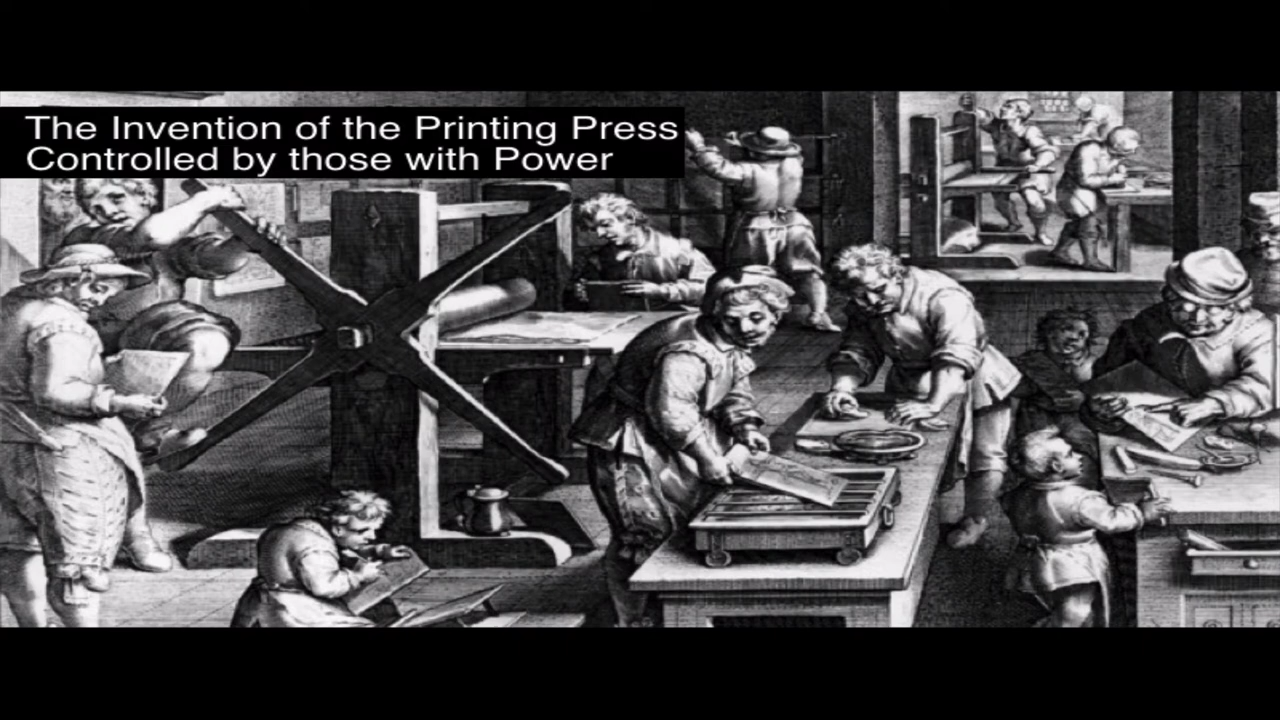 The Invention of the Printing Press
Controlled by those with Power